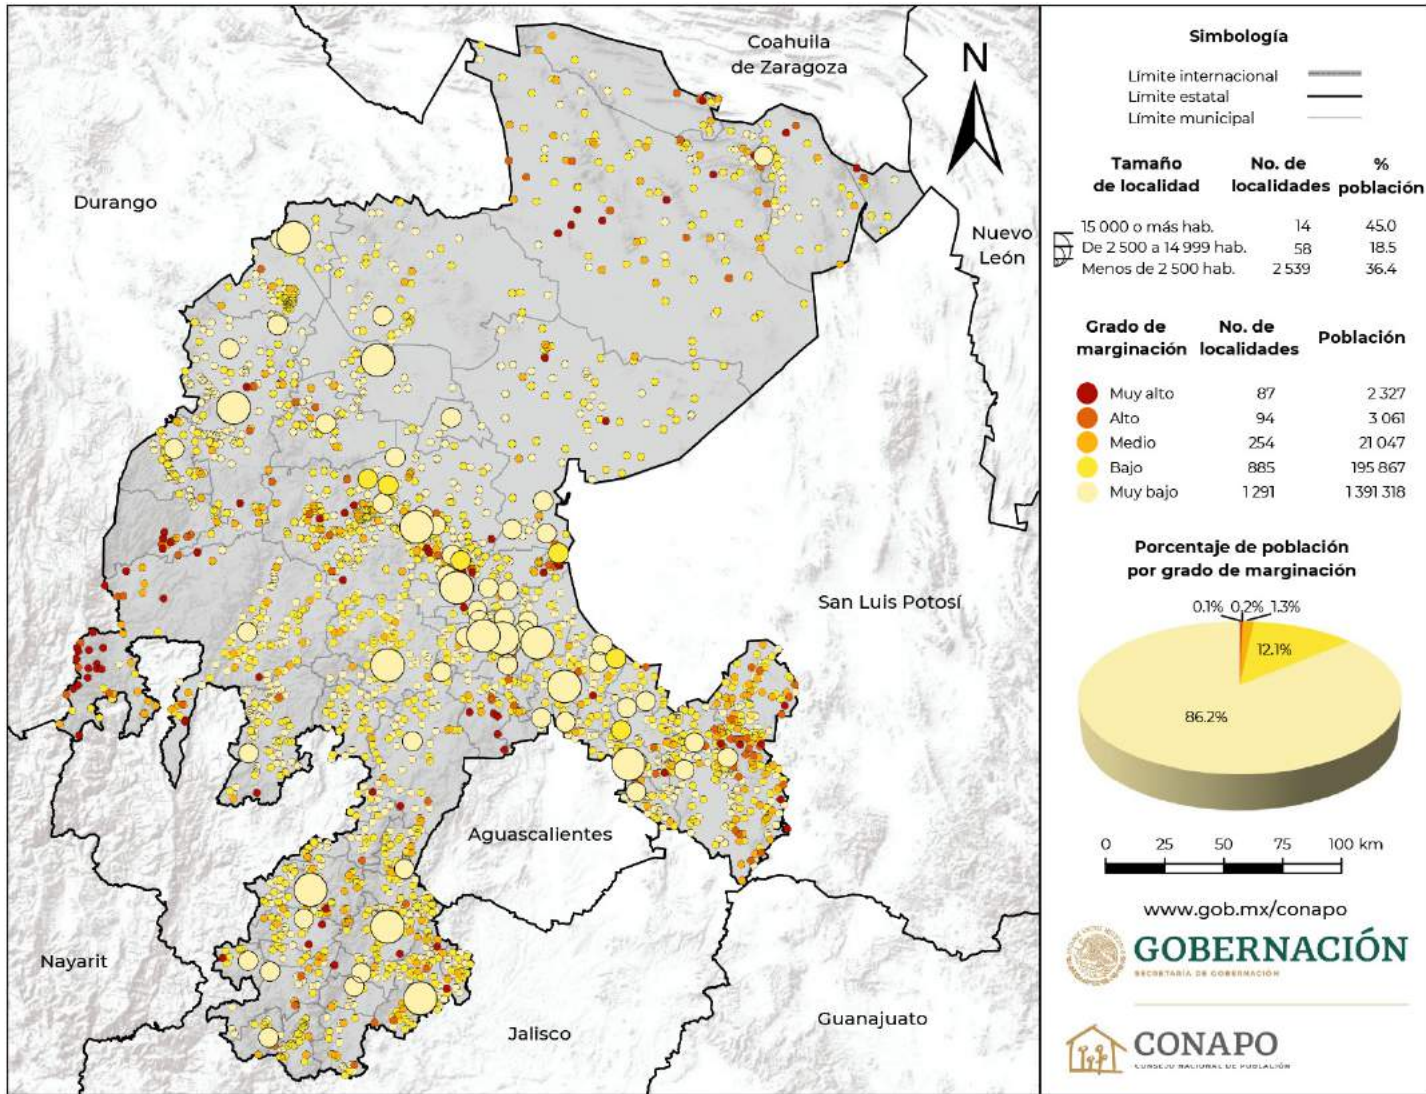 Coahuila
de Zaragoza
N
Durango
Nuevo
León
San Luis Potosí
Aguascalientes
Nayarit
Jalisco
Guanajuato
Simbología
Límite internacional
Límite estatal
Límite municipal
Tamaño de localidad No. de localidades % población
15 000 o más hab. 14 45.0
De 2 500 a 14 999 hab. 58 18.5
Menos de 2 500 hab. 2 539 36.4
Grado de marginación No. de localidades Población
Muy alto 87 2 327
Alto 94 3 061
Medio 254 21 047
Bajo 885 195 867
Muy bajo 1 291 1 391 318
Porcentaje de población
por grado de marginación
0.1% 0.2% 1.3%
12.1%
86.2%
0 25 50 75 100 km
www.gob.mx/conapo
GOBERNACIÓN
SECRETARÍA DE GOBERNACIÓN
CONAPO
CONSEJO NACIONAL DE POBLACIÓN